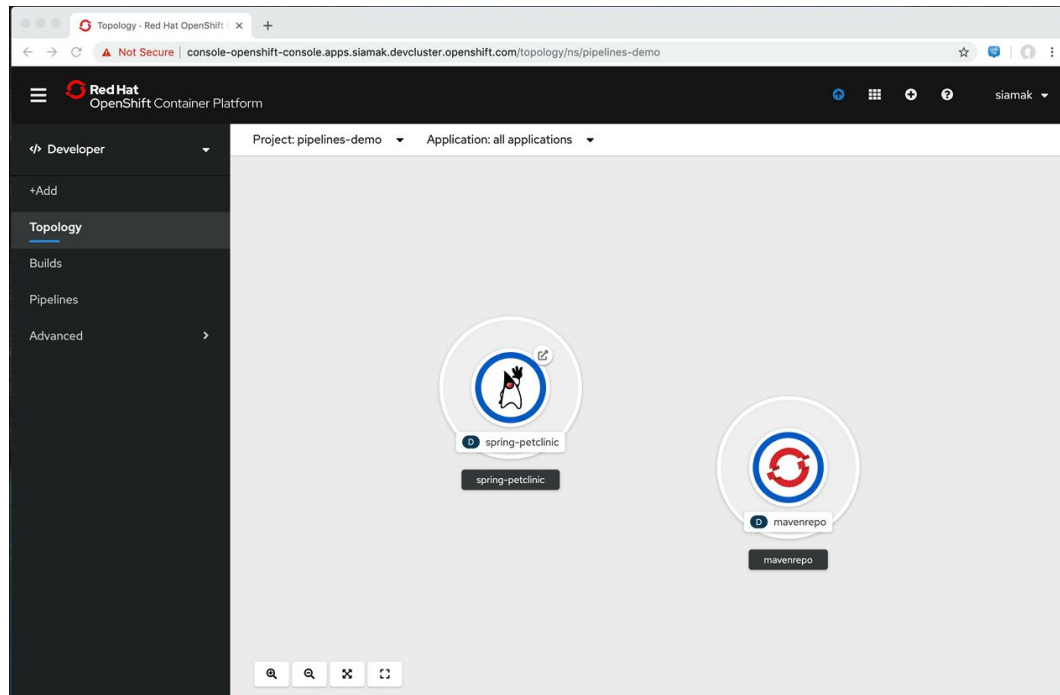 Topology · Red Hat OpenShift
Not Secure | console-openshift-console.apps.siamak.devcluster.openshift.com/topology/ns/pipelines-demo
Red Hat
OpenShift Container Platform
siamak
</> Developer
Project: pipelines-demo
Application: all applications
+Add
Topology
Builds
Pipelines
Advanced
D spring-petclinic
spring-petclinic
D mavenrepo
mavenrepo